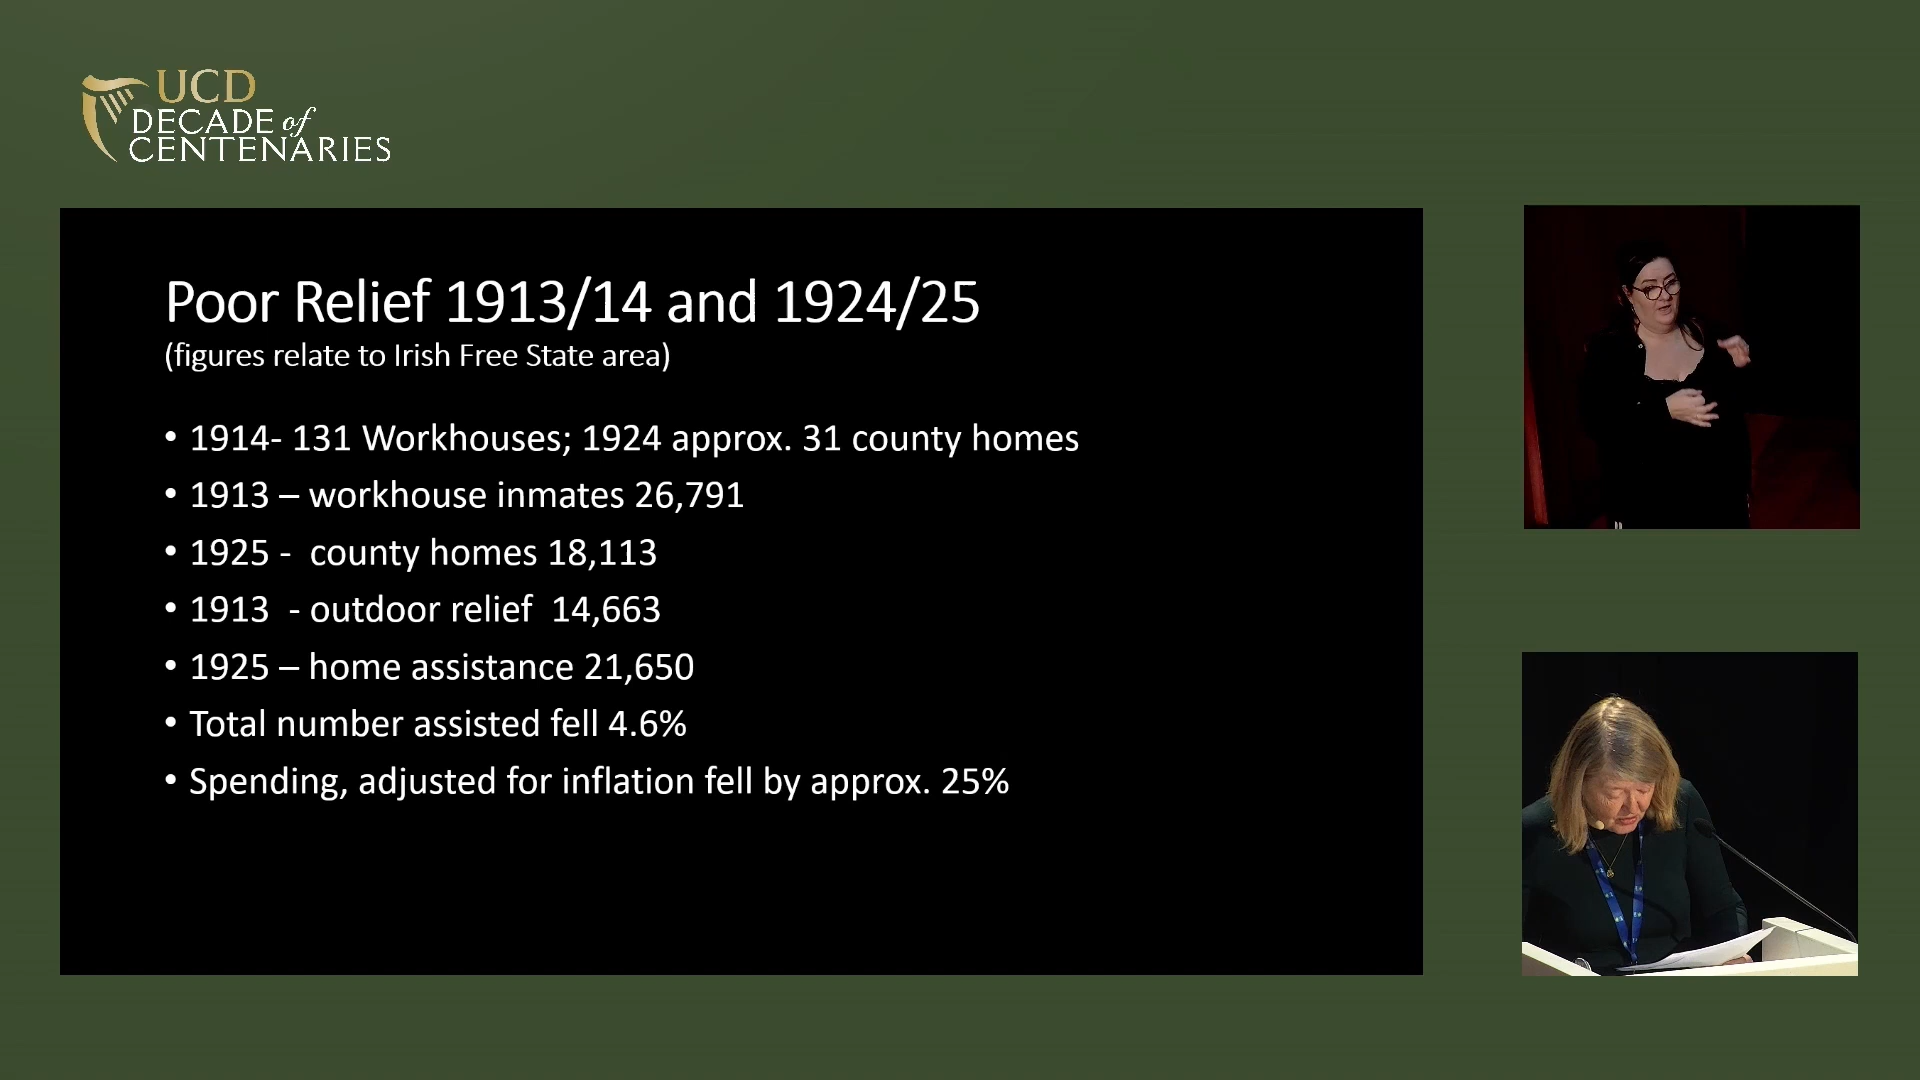 UCD
DECADE of
CENTENARIES
Poor Relief 1913/14 and 1924/25
(figures relate to Irish Free State area)
• 1914- 131 Workhouses; 1924 approx. 31 county homes
• 1913 – workhouse inmates 26,791
• 1925 -  county homes 18,113
• 1913  - outdoor relief  14,663
• 1925 – home assistance 21,650
• Total number assisted fell 4.6%
• Spending, adjusted for inflation fell by approx. 25%